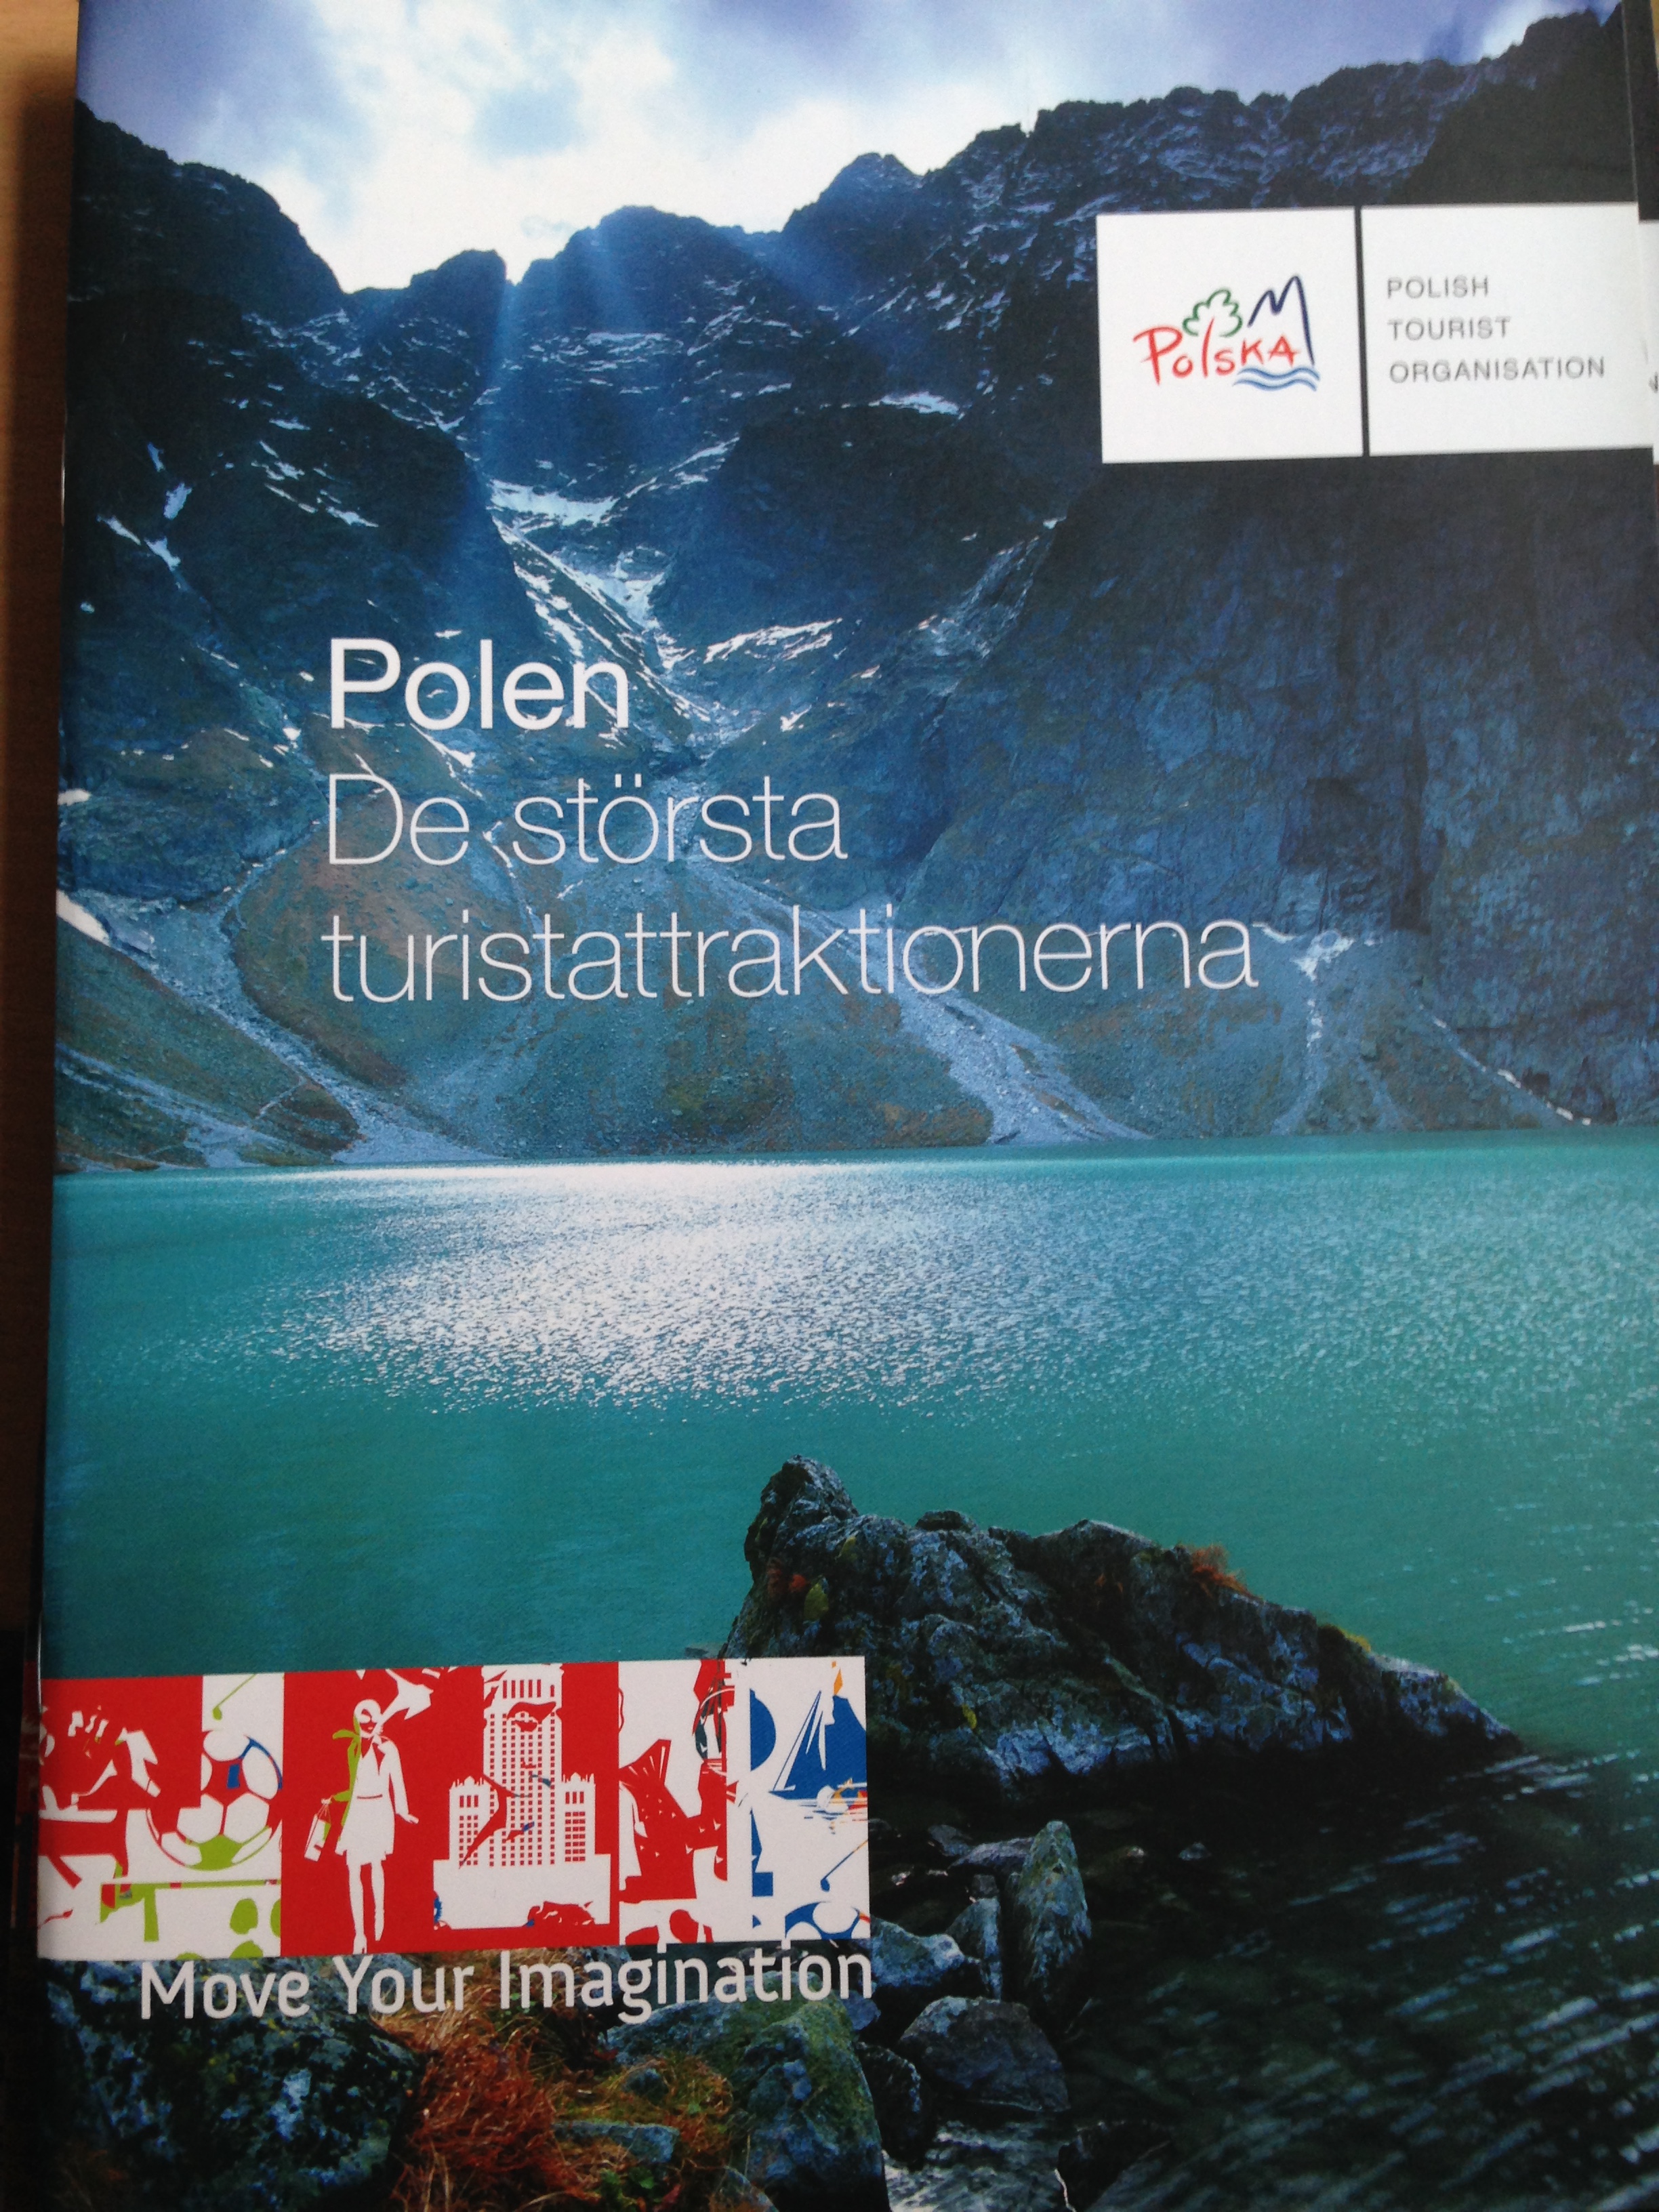 Polska
POLISH
TOURIST
ORGANISATION
Polen
De största
turistattraktionerna
Move Your Imagination